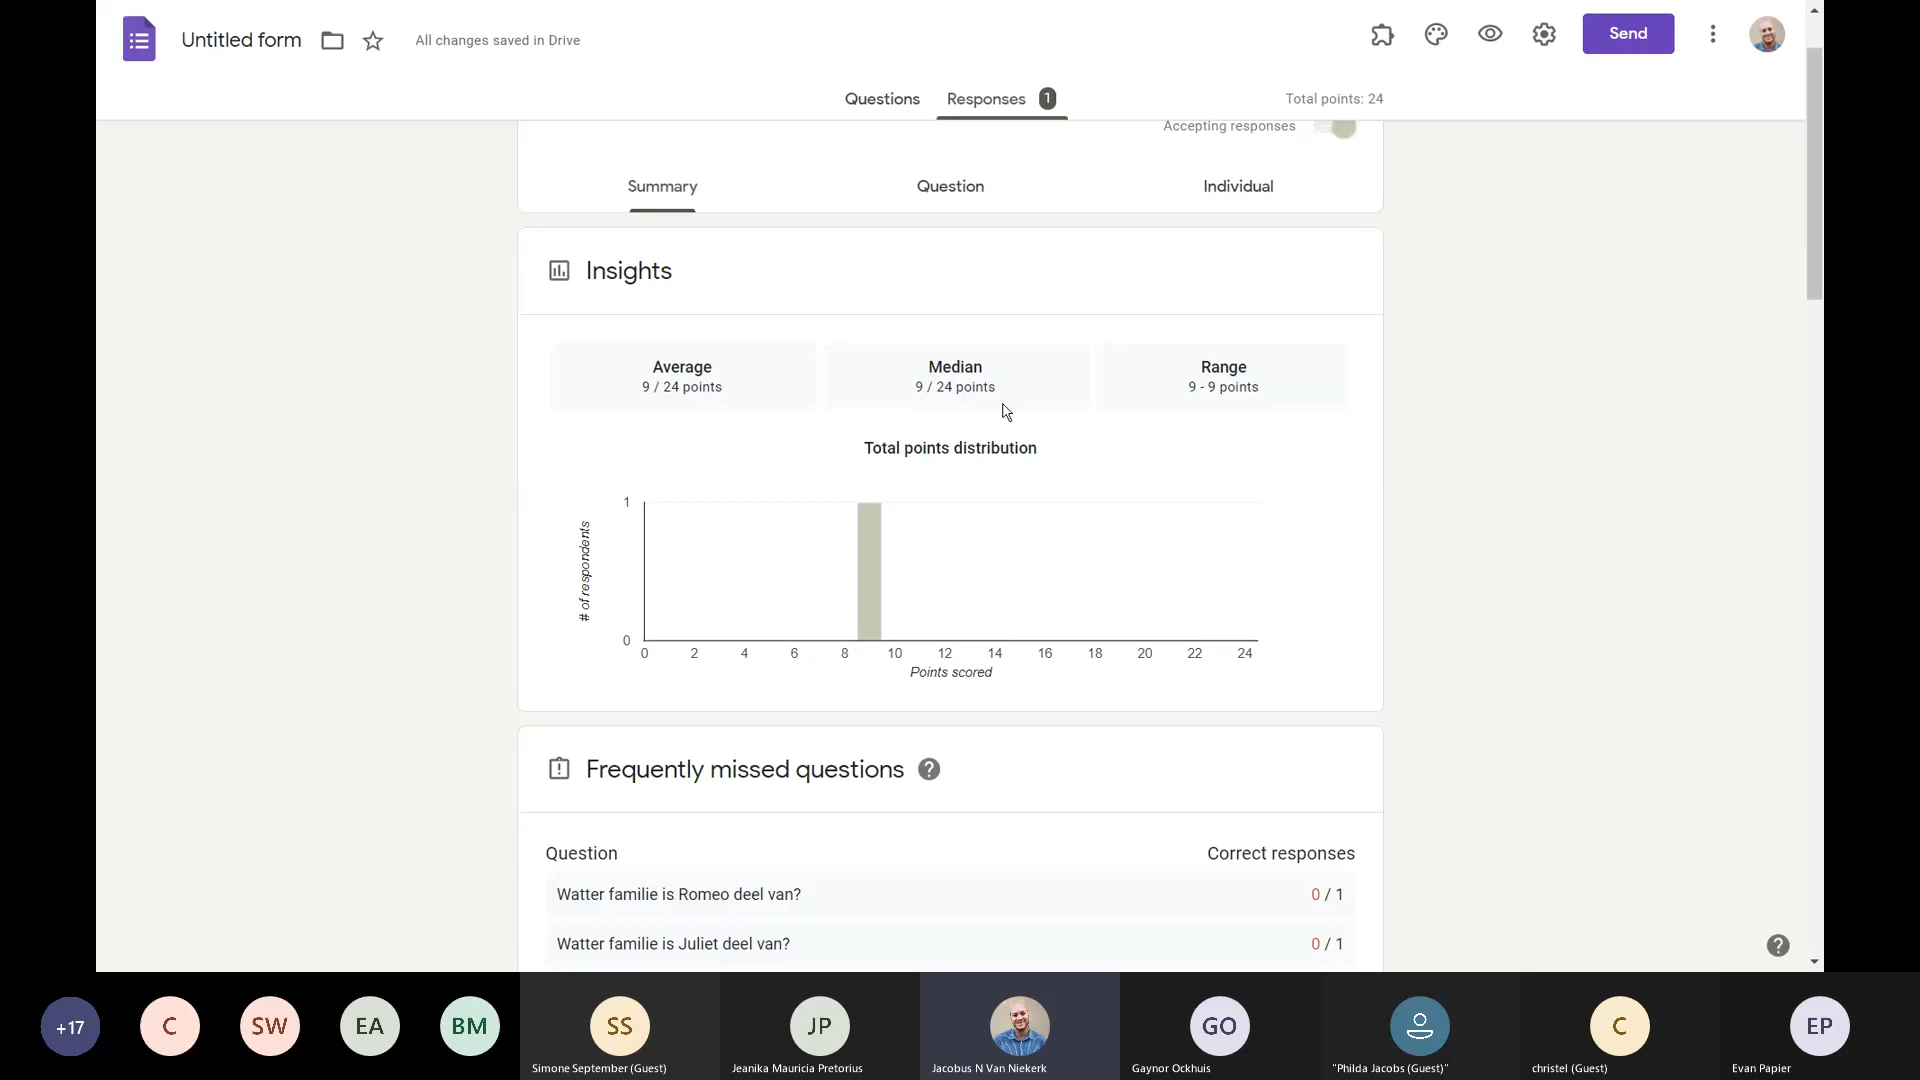 Untitled form
All changes saved in Drive
Send
Questions
Responses 1
Total points: 24
Accepting responses
Summary
Question
Individual
Insights
Average
9 / 24 points
Median
9 / 24 points
Range
9 - 9 points
Total points distribution
# of respondents
1
0
0 2 4 6 8 10 12 14 16 18 20 22 24
Points scored
Frequently missed questions ?
Question Correct responses
Watter familie is Romeo deel van? 0 / 1
Watter familie is Juliet deel van? 0 / 1
?
+17
C
SW
EA
BM
SS
Simone September (Guest)
JP
Jeanika Mauricia Pretorius
Jacobus N Van Niekerk
GO
Gaynor Ockhuis
"Philda Jacobs (Guest)"
C
christel (Guest)
EP
Evan Papier